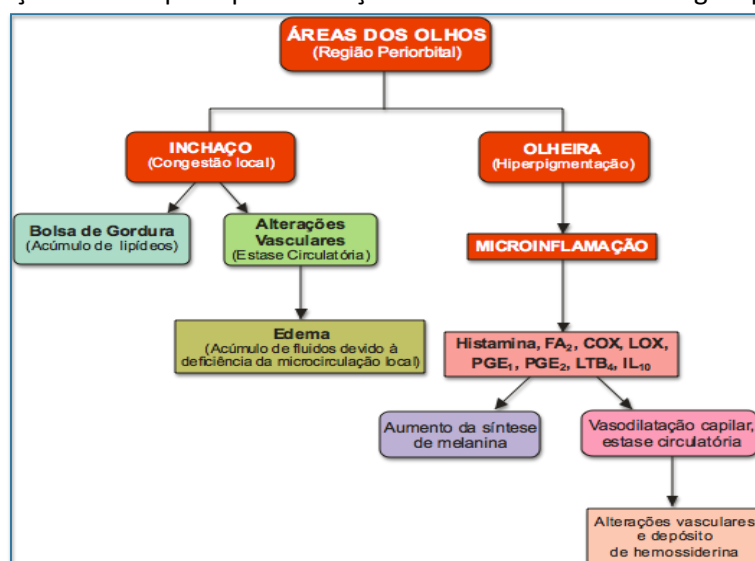 ÁREAS DOS OLHOS
(Região Periorbital)
INCHAÇO
(Congestão local)
OLHEIRA
(Hiperpigmentação)
Bolsa de Gordura
(Acúmulo de lipídeos)
Alterações
Vasculares
(Estase Circulatória)
MICROINFLAMAÇÃO
Edema
(Acúmulo de fluidos devido à
deficiência da microcirculação local)
Histamina, FA₂, COX, LOX,
PGE₁, PGE₂, LTB₄, IL₁₀
Aumento da síntese
de melanina
Vasodilatação capilar,
estase circulatória
Alterações vasculares
e depósito
de hemossiderina